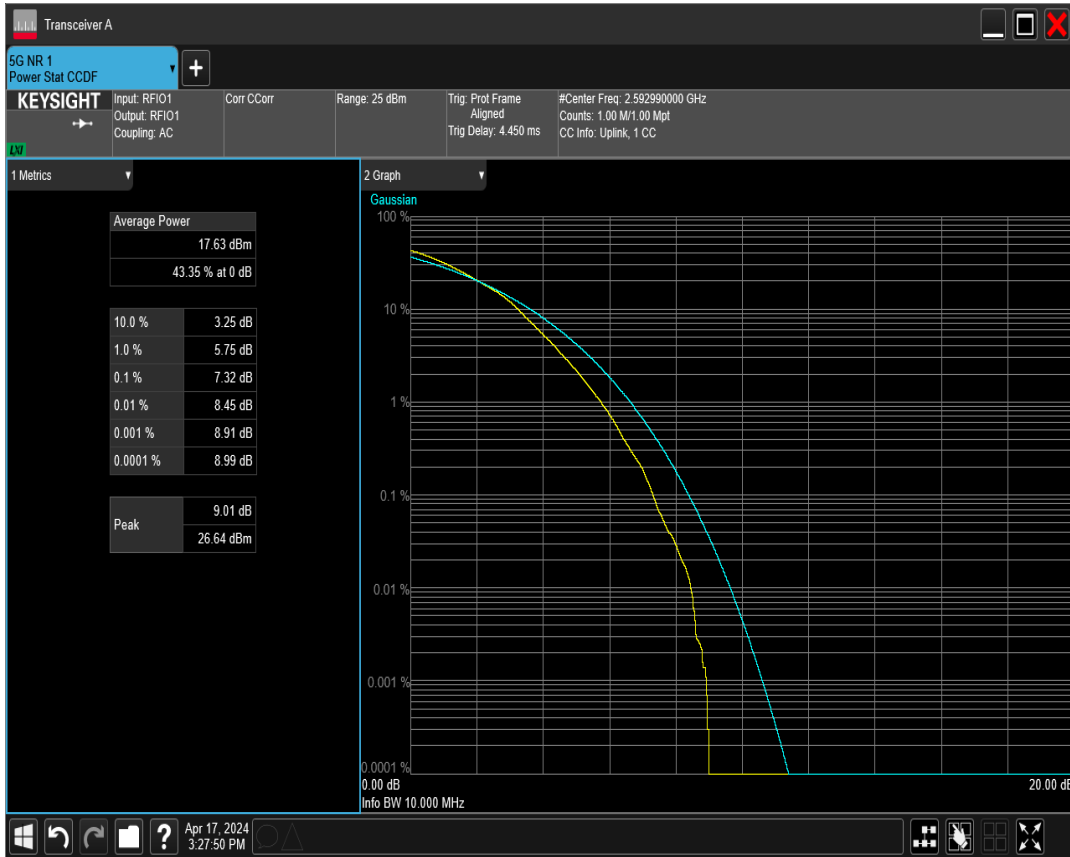 Transceiver A
5G NR 1
Power Stat CCDF
KEYSIGHT
LXI
Input: RFIO1
Output: RFIO1
Coupling: AC
Corr CCorr
Range: 25 dBm
Trig: Prot Frame
Aligned
Trig Delay: 4.450 ms
#Center Freq: 2.592990000 GHz
Counts: 1.00 M/1.00 Mpt
CC Info: Uplink, 1 CC
1 Metrics
Average Power
17.63 dBm
43.35 % at 0 dB
10.0 % 3.25 dB
1.0 % 5.75 dB
0.1 % 7.32 dB
0.01 % 8.45 dB
0.001 % 8.91 dB
0.0001 % 8.99 dB
Peak
9.01 dB
26.64 dBm
2 Graph
Gaussian
100 %
10 %
1 %
0.1 %
0.01 %
0.001 %
0.0001 %
0.00 dB 20.00 dB
Info BW 10.000 MHz
?
Apr 17, 2024
3:27:50 PM